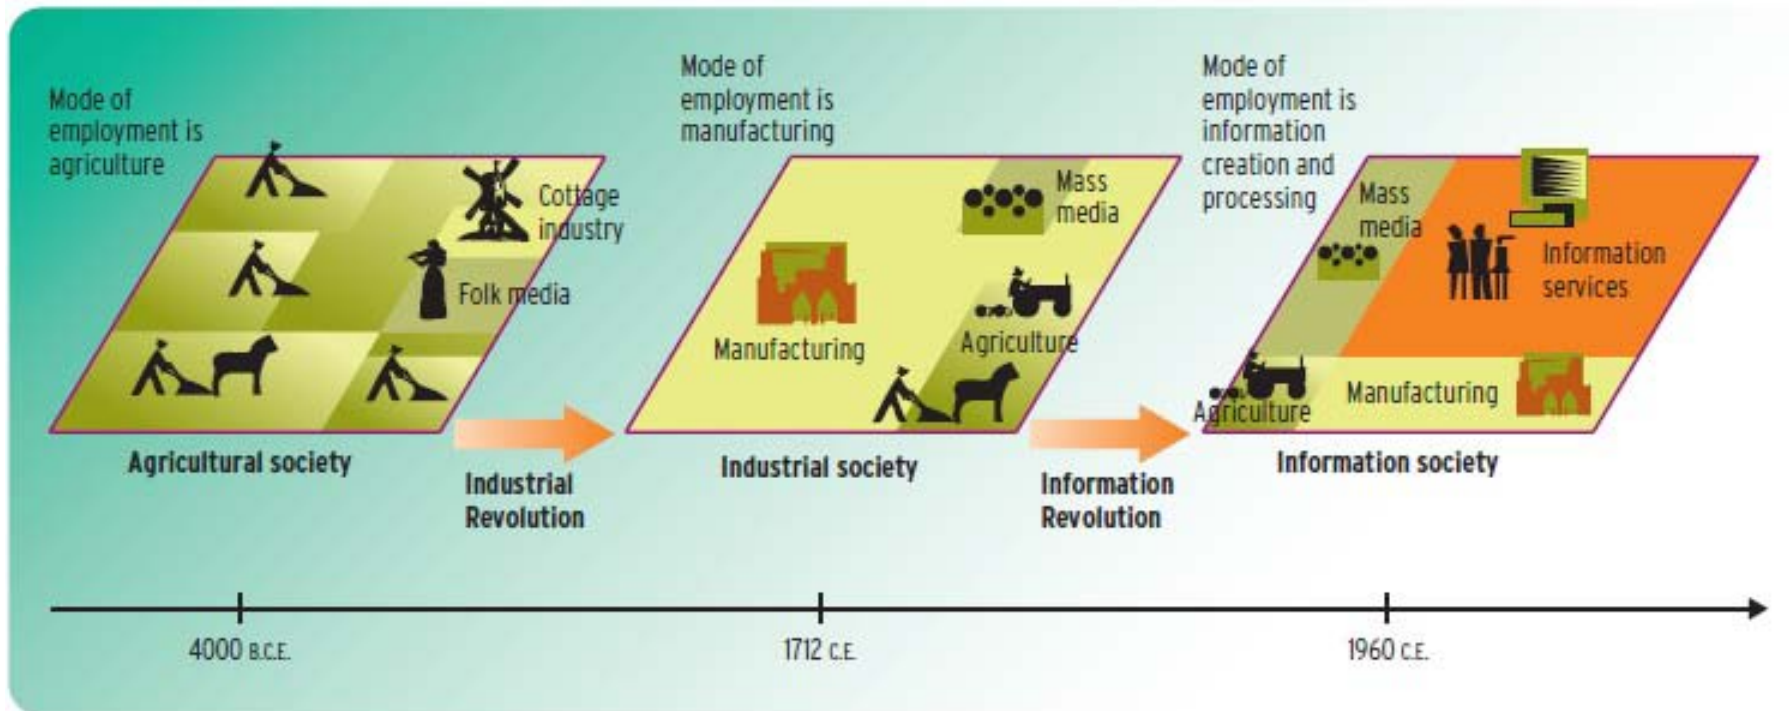 Mode of
employment is
agriculture
Cottage
industry
Folk media
Agricultural society
Industrial
Revolution
Mode of
employment is
manufacturing
Mass
media
Manufacturing
Agriculture
Industrial society
Information
Revolution
Mode of
employment is
information
creation and
processing
Mass
media
Information
services
Agriculture
Manufacturing
Information society
4000 B.C.E.
1712 C.E.
1960 C.E.